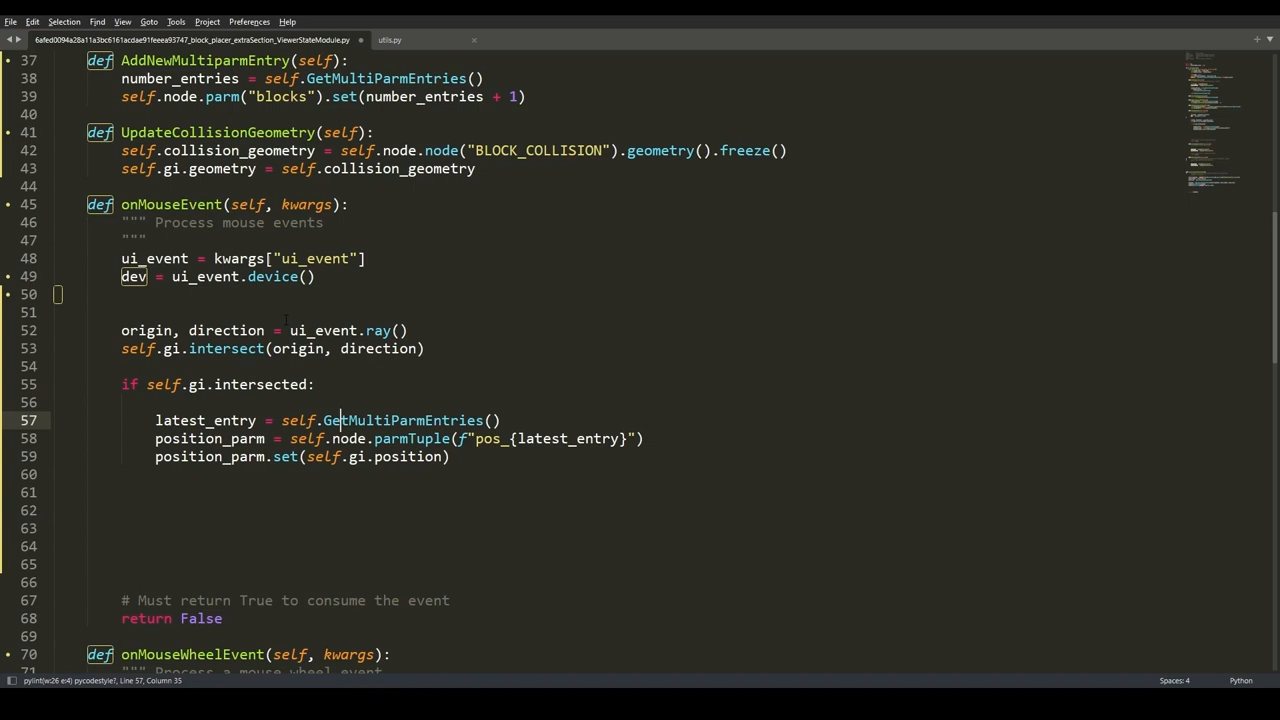 File Edit Selection Find View Goto Tools Project Preferences Help
6afed0094a28a11a3bc6161acdae91feeea93747_block_placer_extraSection_ViewerStateModule.py utils.py
37 def AddNewMultiparmEntry(self):
38 number_entries = self.GetMultiParmEntries()
39 self.node.parm("blocks").set(number_entries + 1)
40
41 def UpdateCollisionGeometry(self):
42 self.collision_geometry = self.node.node("BLOCK_COLLISION").geometry().freeze()
43 self.gi.geometry = self.collision_geometry
44
45 def onMouseEvent(self, kwargs):
46 """ Process mouse events
47 """
48 ui_event = kwargs["ui_event"]
49 dev = ui_event.device()
50
51
52 origin, direction = ui_event.ray()
53 self.gi.intersect(origin, direction)
54
55 if self.gi.intersected:
56
57 latest_entry = self.GetMultiParmEntries()
58 position_parm = self.node.parmTuple(f"pos_{latest_entry}")
59 position_parm.set(self.gi.position)
60
61
62
63
64
65
66
67 # Must return True to consume the event
68 return False
69
70 def onMouseWheelEvent(self, kwargs):
71 """ Process a mouse wheel event
pylint(w:26 e:4) pycodestyle?, Line 57, Column 35 Spaces: 4 Python